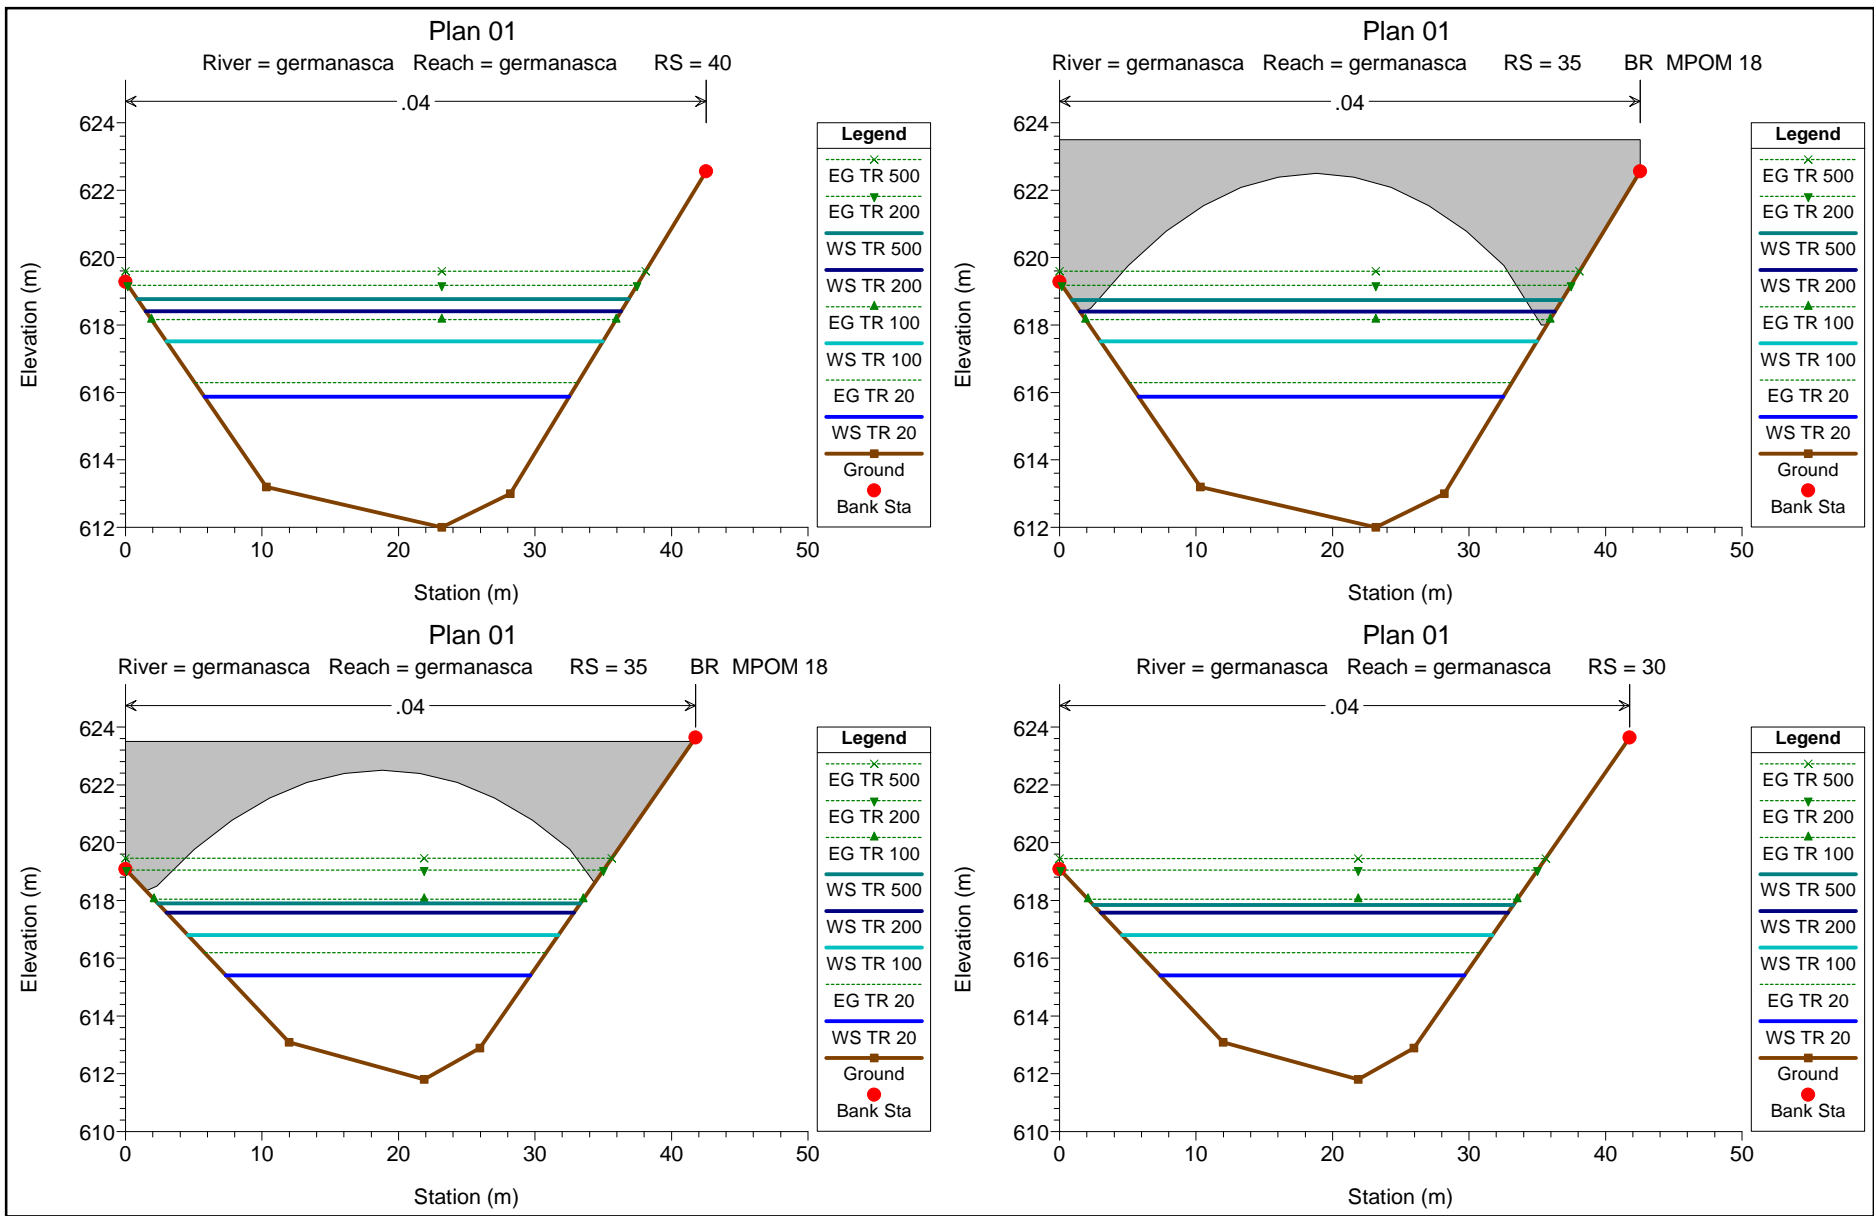 Plan 01
River = germanasca Reach = germanasca RS = 40
.04
624
622
620
618
616
614
612
0 10 20 30 40 50
Elevation (m)
Station (m)
Legend
EG TR 500
EG TR 200
WS TR 500
WS TR 200
EG TR 100
WS TR 100
EG TR 20
WS TR 20
Ground
Bank Sta
Plan 01
River = germanasca Reach = germanasca RS = 35 BR MPOM 18
.04
624
622
620
618
616
614
612
0 10 20 30 40 50
Elevation (m)
Station (m)
Legend
EG TR 500
EG TR 200
WS TR 500
WS TR 200
EG TR 100
WS TR 100
EG TR 20
WS TR 20
Ground
Bank Sta
Plan 01
River = germanasca Reach = germanasca RS = 35 BR MPOM 18
.04
624
622
620
618
616
614
612
610
0 10 20 30 40 50
Elevation (m)
Station (m)
Legend
EG TR 500
EG TR 200
EG TR 100
WS TR 500
WS TR 200
WS TR 100
EG TR 20
WS TR 20
Ground
Bank Sta
Plan 01
River = germanasca Reach = germanasca RS = 30
.04
624
622
620
618
616
614
612
610
0 10 20 30 40 50
Elevation (m)
Station (m)
Legend
EG TR 500
EG TR 200
EG TR 100
WS TR 500
WS TR 200
WS TR 100
EG TR 20
WS TR 20
Ground
Bank Sta